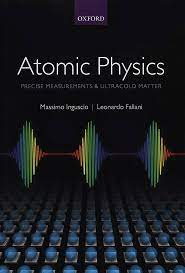 OXFORD
Atomic Physics
PRECISE MEASUREMENTS & ULTRACOLD MATTER
Massimo Inguscio | Leonardo Fallani